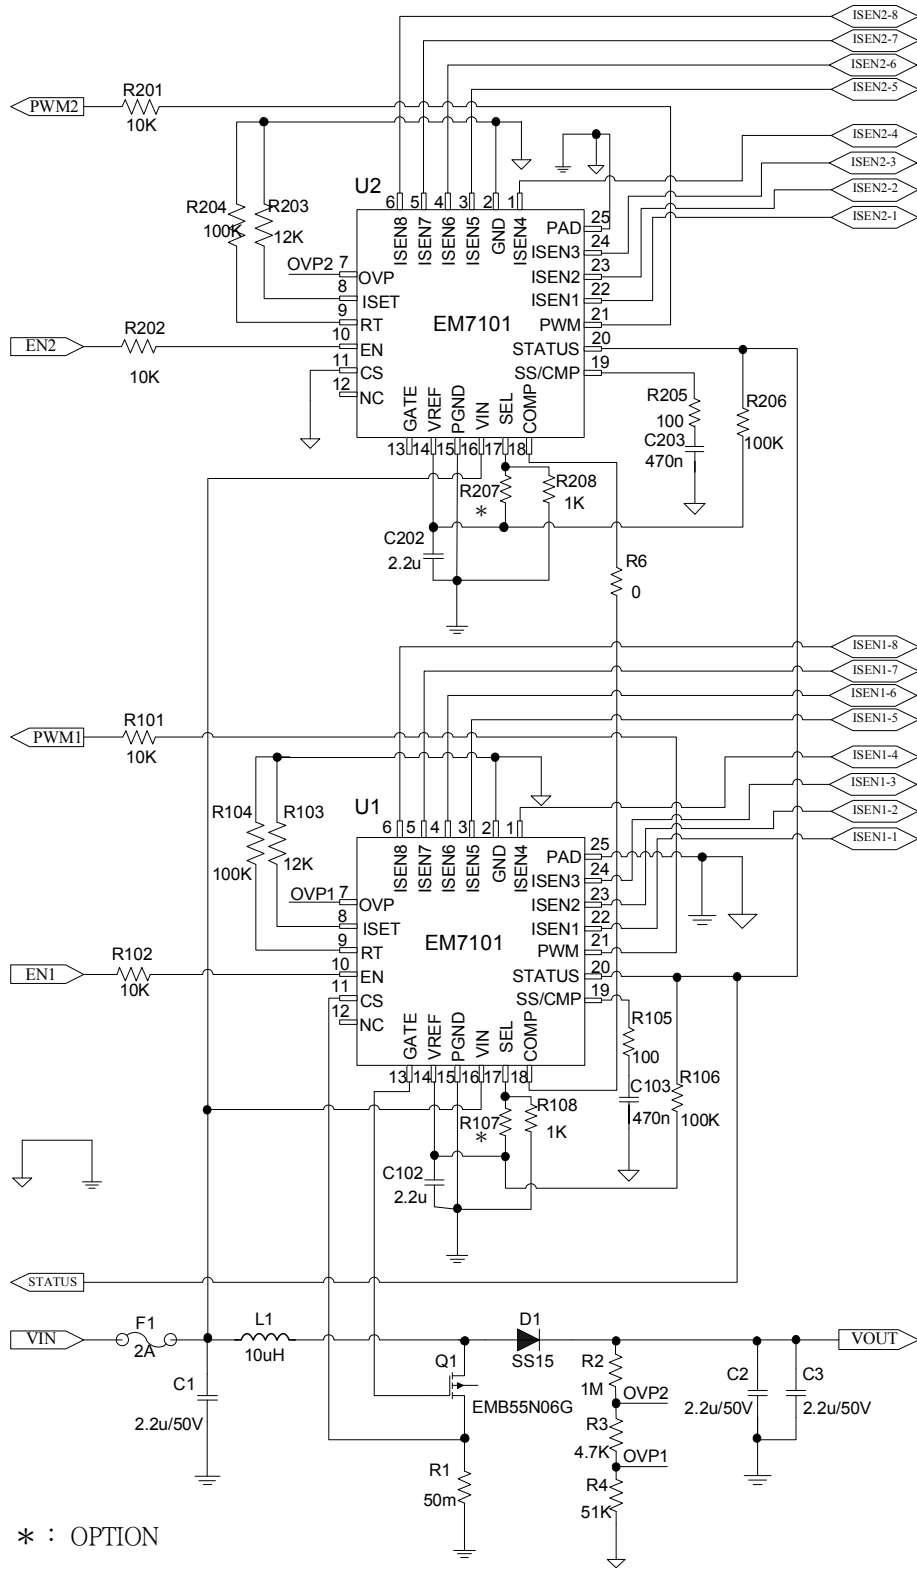 ISEN2-8
ISEN2-7
ISEN2-6
ISEN2-5
PWM2
R201
10K
ISEN2-4
ISEN2-3
ISEN2-2
ISEN2-1
U2
6 5 4 3 2 1
ISEN8 ISEN7 ISEN6 ISEN5 GND ISEN4
R204
100K
R203
12K
PAD 25
ISEN3 24
ISEN2 23
ISEN1 22
PWM 21
STATUS 20
SS/CMP 19
OVP2 7 OVP
8 ISET
9 RT
10 EN
11 CS
12 NC
EM7101
EN2
R202
10K
GATE VREF PGND VIN SEL COMP
13 14 15 16 17 18
R205
100
C203
470n
R206
100K
R207
*
R208
1K
C202
2.2u
R6
0
ISEN1-8
ISEN1-7
ISEN1-6
ISEN1-5
PWM1
R101
10K
ISEN1-4
ISEN1-3
ISEN1-2
ISEN1-1
U1
6 5 4 3 2 1
ISEN8 ISEN7 ISEN6 ISEN5 GND ISEN4
R104
100K
R103
12K
PAD 25
ISEN3 24
ISEN2 23
ISEN1 22
PWM 21
STATUS 20
SS/CMP 19
OVP1 7 OVP
8 ISET
9 RT
10 EN
11 CS
12 NC
EM7101
EN1
R102
10K
GATE VREF PGND VIN SEL COMP
13 14 15 16 17 18
R105
100
C103
470n
R106
100K
R107
*
R108
1K
C102
2.2u
STATUS
VIN
F1
2A
L1
10uH
D1
SS15
VOUT
C1
2.2u/50V
Q1
EMB55N06G
R2
1M
OVP2
R3
4.7K
OVP1
R4
51K
C2
2.2u/50V
C3
2.2u/50V
R1
50m
* : OPTION